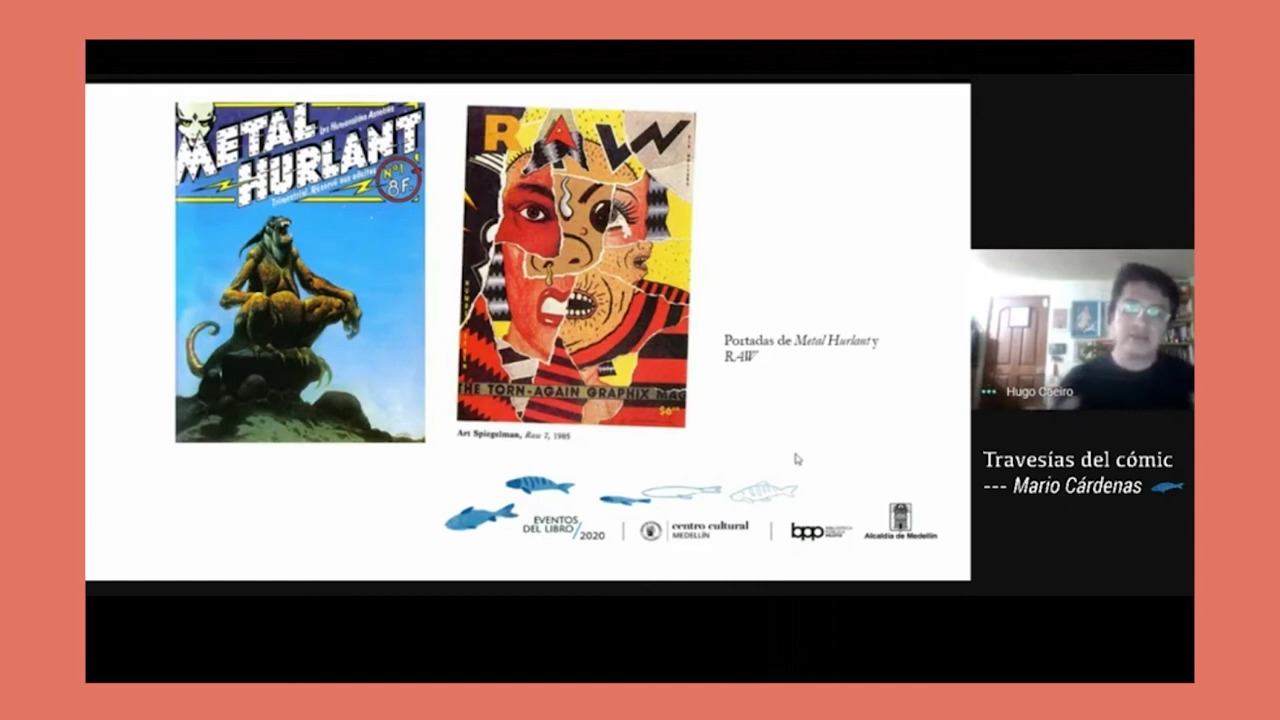 METAL
Les Humanoïdes Associés
HURLANT
Nº1
8F.
Trimestriel. Réservé aux adultes
RAW
THE TORN-AGAIN GRAPHIX MAG
$6
Art Spiegelman, Raw 7, 1985
Portadas de Metal Hurlant y
RAW
EVENTOS
DEL LIBRO/2020
centro cultural
MEDELLÍN
bpp
Alcaldía de Medellín
Hugo Caeiro
Travesías del cómic
--- Mario Cárdenas